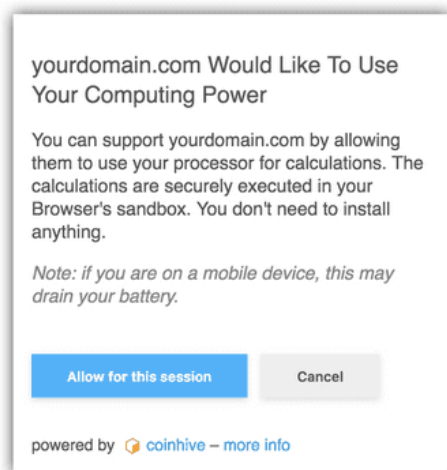 yourdomain.com Would Like To Use
Your Computing Power
You can support yourdomain.com by allowing
them to use your processor for calculations. The
calculations are securely executed in your
Browser's sandbox. You don't need to install
anything.
Note: if you are on a mobile device, this may
drain your battery.
Allow for this session Cancel
powered by coinhive – more info